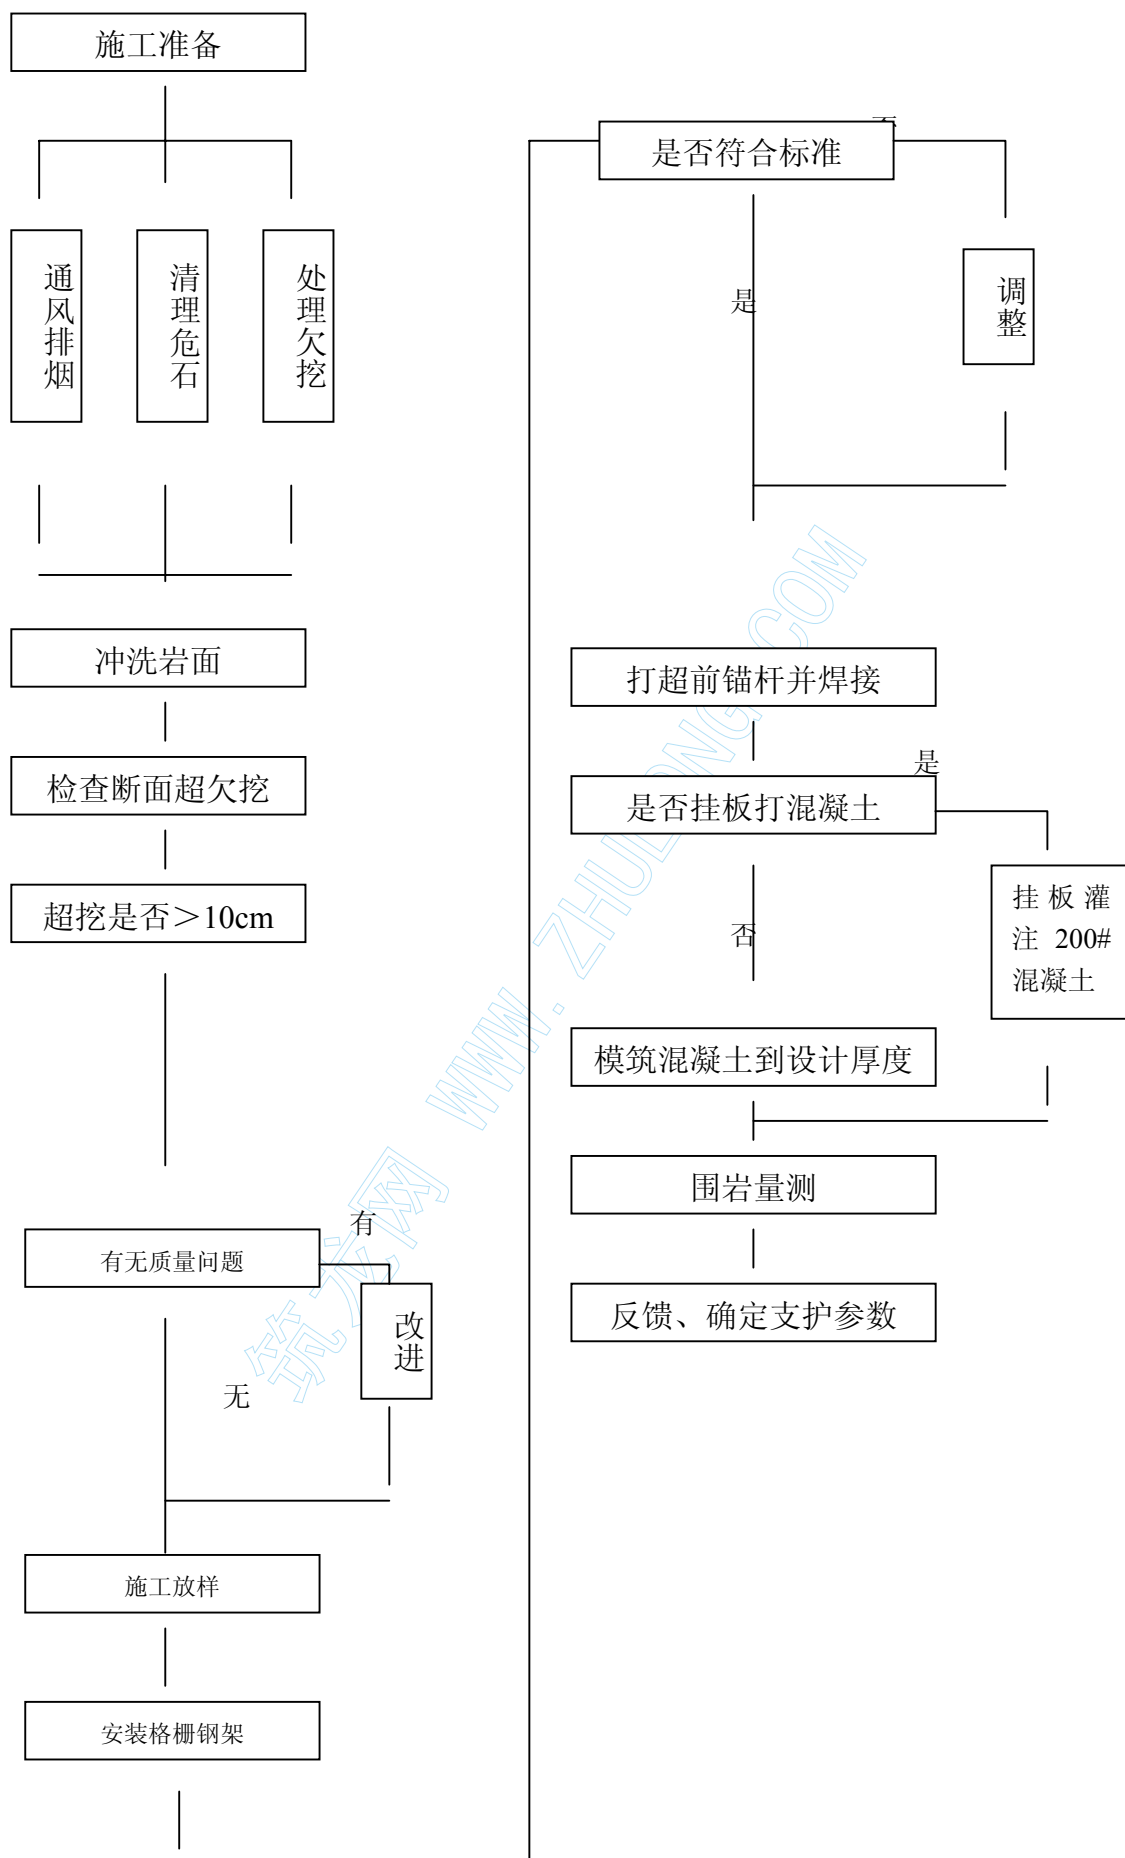 施工准备
通风排烟
清理危石
处理欠挖
冲洗岩面
检查断面超欠挖
超挖是否＞10cm
有无质量问题
有
改进
无
施工放样
安装格栅钢架
是否符合标准
是
调整
打超前锚杆并焊接
是否挂板打混凝土
是
挂板灌
注 200#
混凝土
否
模筑混凝土到设计厚度
围岩量测
反馈、确定支护参数
筑龙网 WWW.ZHULONG.COM